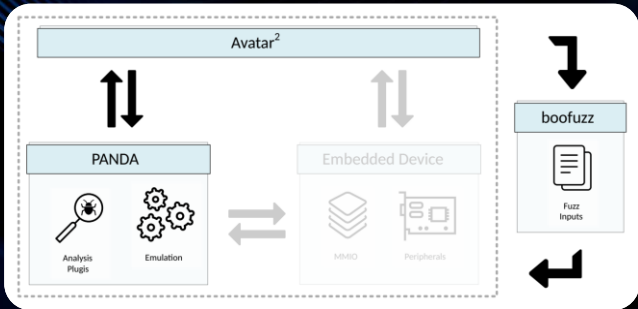 Avatar²
boofuzz
PANDA
Embedded Device
Fuzz
Inputs
Analysis
Plugis
Emulation
MMIO
Peripherals